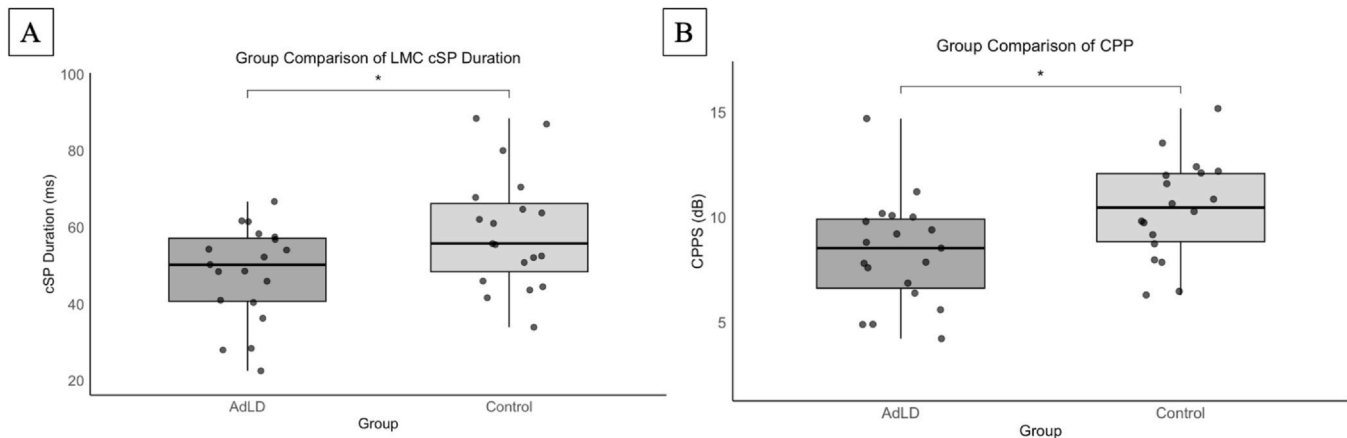 A
Group Comparison of LMC cSP Duration
*
100
80
60
40
20
cSP Duration (ms)
AdLD
Control
Group
B
Group Comparison of CPP
*
15
10
5
CPPS (dB)
AdLD
Control
Group